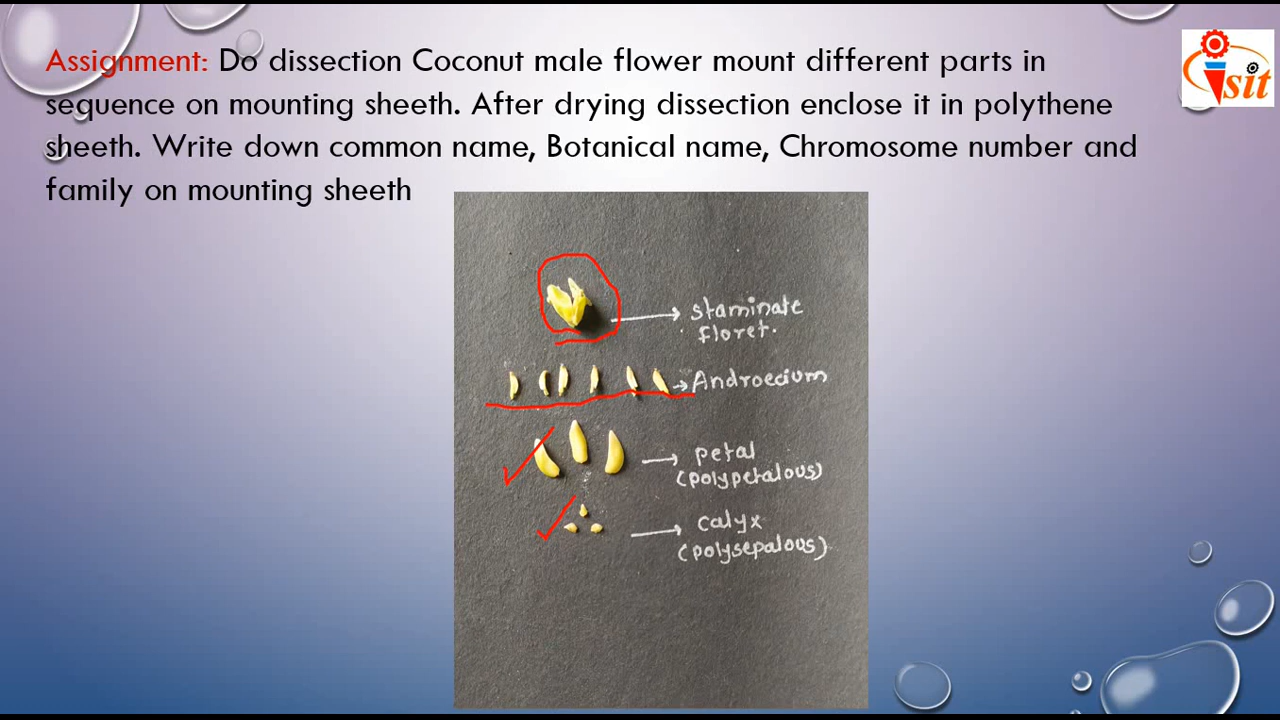 Assignment: Do dissection Coconut male flower mount different parts in
sequence on mounting sheeth. After drying dissection enclose it in polythene
sheeth. Write down common name, Botanical name, Chromosome number and
family on mounting sheeth
sit
staminate
floret.
Androecium
petal
(polypetalous)
calyx
(polysepalous)